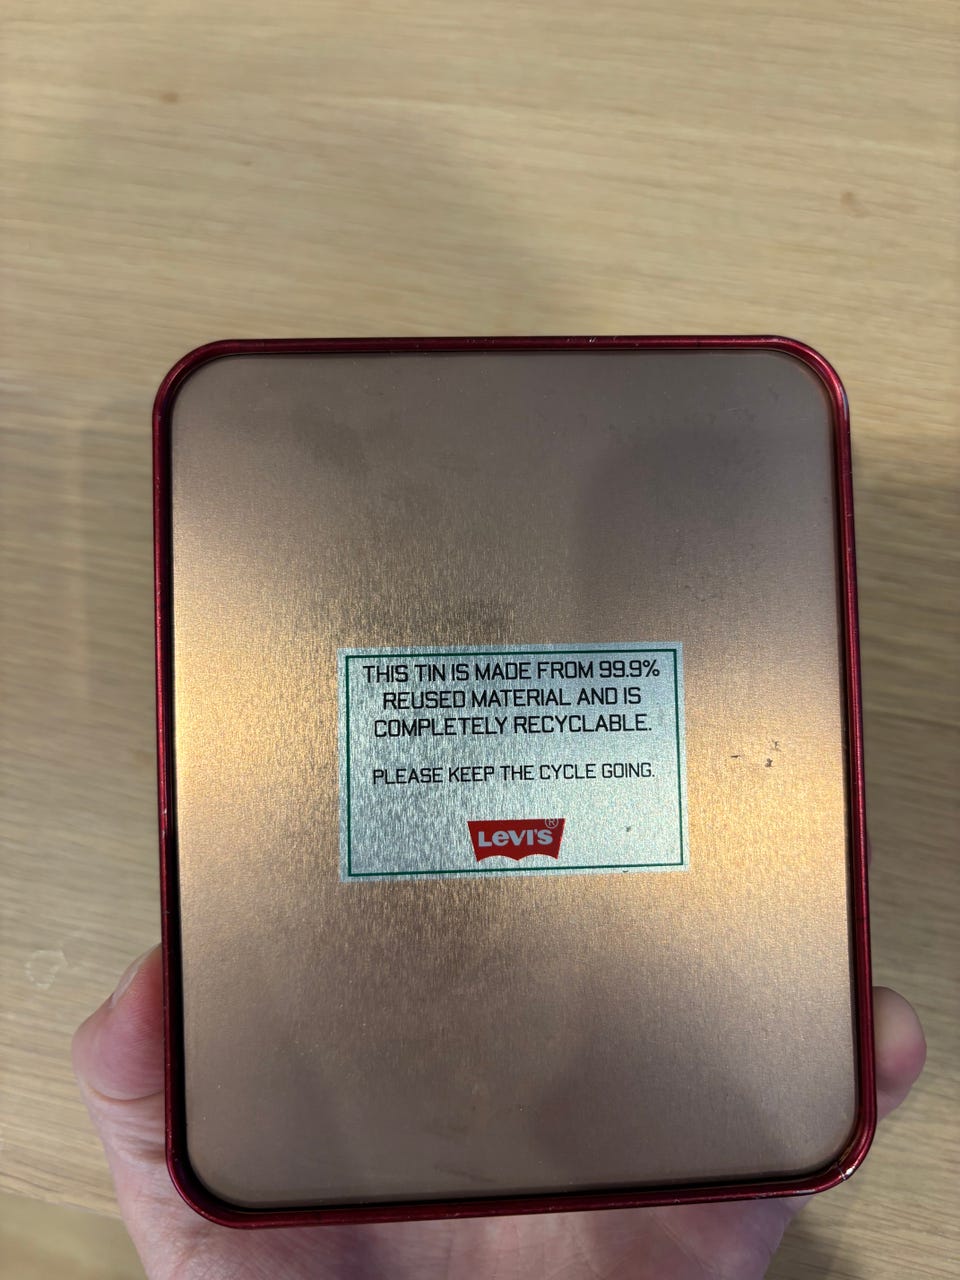 THIS TIN IS MADE FROM 99.9%
REUSED MATERIAL AND IS
COMPLETELY RECYCLABLE.
PLEASE KEEP THE CYCLE GOING.
LEVI'S®